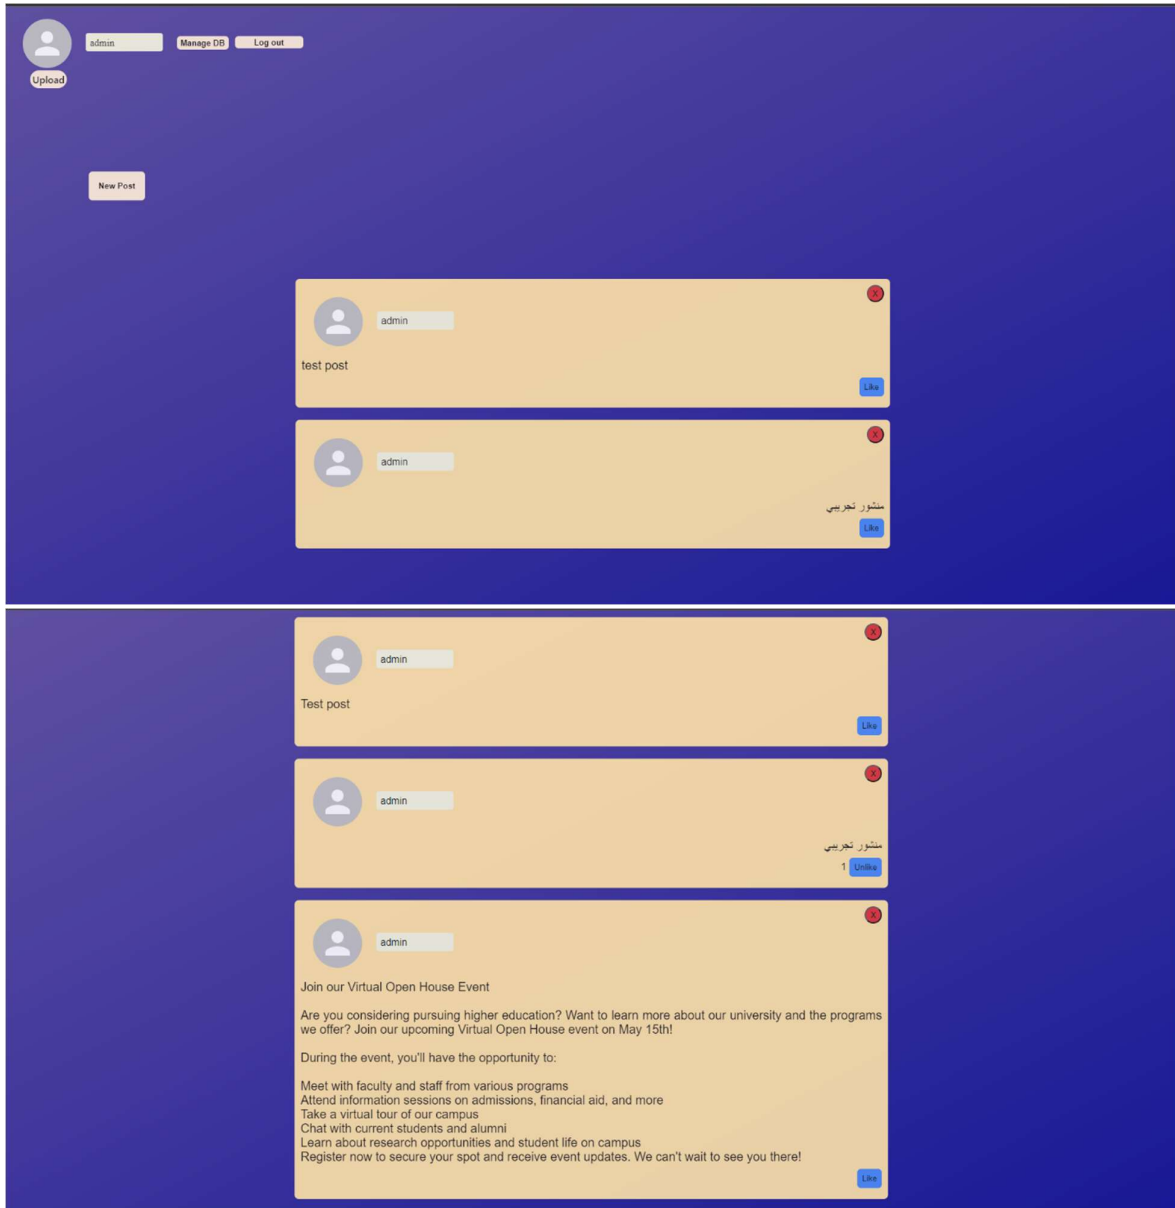 admin
Manage DB
Log out
Upload
New Post
X
admin
test post
Like
X
admin
منشور تجريبي
Like
X
admin
Test post
Like
X
admin
منشور تجريبي
1 Unlike
X
admin
Join our Virtual Open House Event
Are you considering pursuing higher education? Want to learn more about our university and the programs
we offer? Join our upcoming Virtual Open House event on May 15th!
During the event, you'll have the opportunity to:
Meet with faculty and staff from various programs
Attend information sessions on admissions, financial aid, and more
Take a virtual tour of our campus
Chat with current students and alumni
Learn about research opportunities and student life on campus
Register now to secure your spot and receive event updates. We can't wait to see you there!
Like